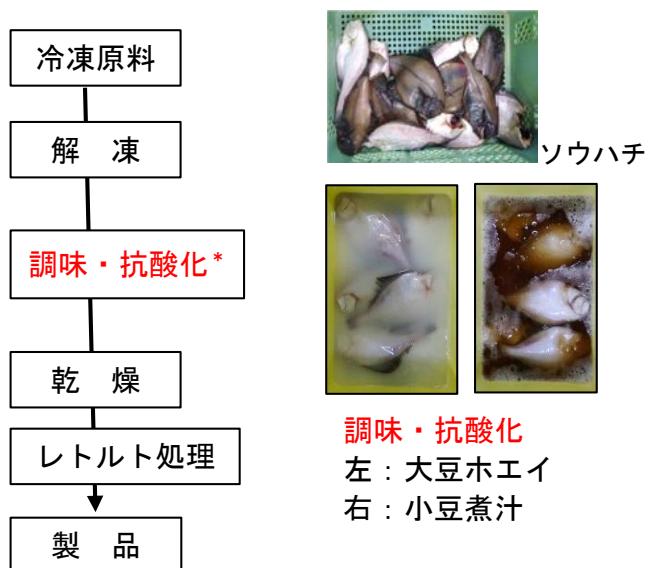 冷凍原料
解　凍
調味・抗酸化*
乾　燥
レトルト処理
製　品
ソウハチ
調味・抗酸化
左：大豆ホエイ
右：小豆煮汁